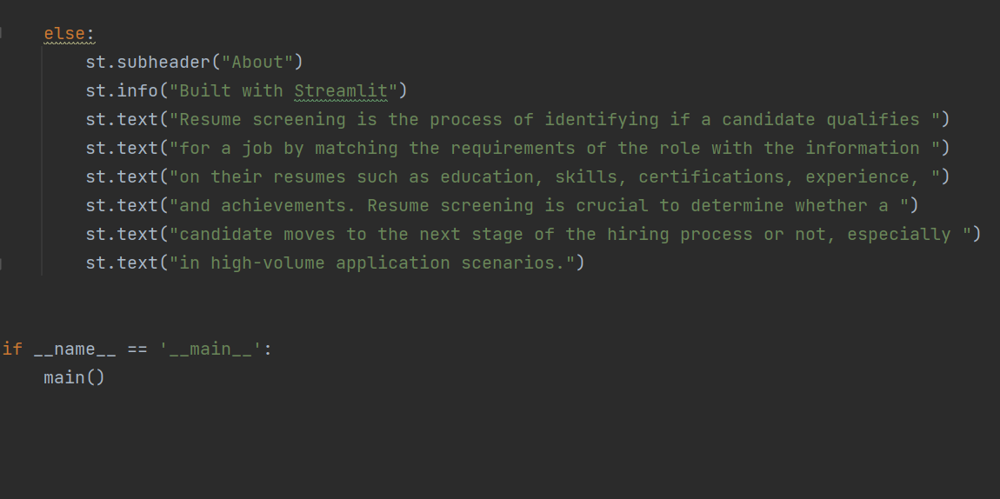 else:
st.subheader("About")
st.info("Built with Streamlit")
st.text("Resume screening is the process of identifying if a candidate qualifies ")
st.text("for a job by matching the requirements of the role with the information ")
st.text("on their resumes such as education, skills, certifications, experience, ")
st.text("and achievements. Resume screening is crucial to determine whether a ")
st.text("candidate moves to the next stage of the hiring process or not, especially ")
st.text("in high-volume application scenarios.")
if __name__ == '__main__':
main()